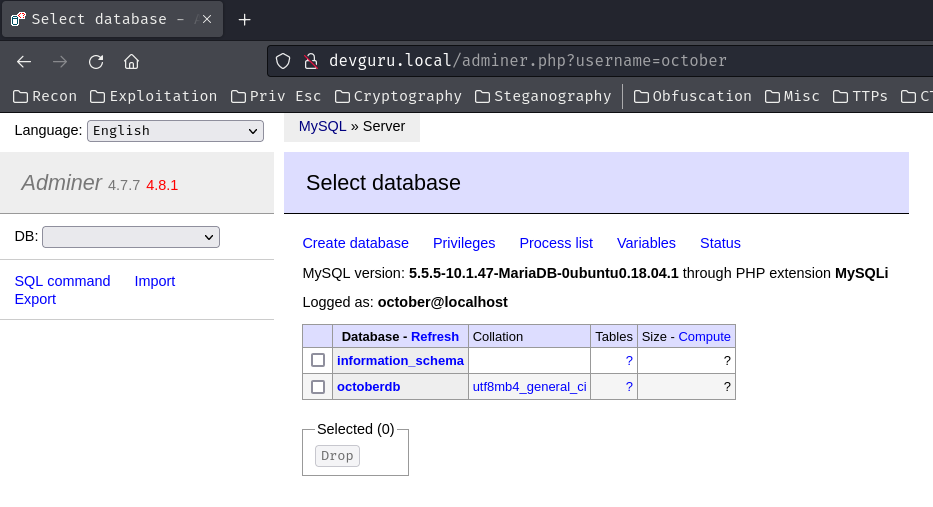 Select database -
devguru.local/adminer.php?username=october
Recon Exploitation Priv Esc Cryptography Steganography Obfuscation Misc TTPs
Language: English
MySQL » Server
Adminer 4.7.7 4.8.1
Select database
DB:
Create database Privileges Process list Variables Status
SQL command Import
Export
MySQL version: 5.5.5-10.1.47-MariaDB-0ubuntu0.18.04.1 through PHP extension MySQLi
Logged as: october@localhost
Database - Refresh Collation Tables Size - Compute
information_schema ? ?
octoberdb utf8mb4_general_ci ? ?
Selected (0)
Drop